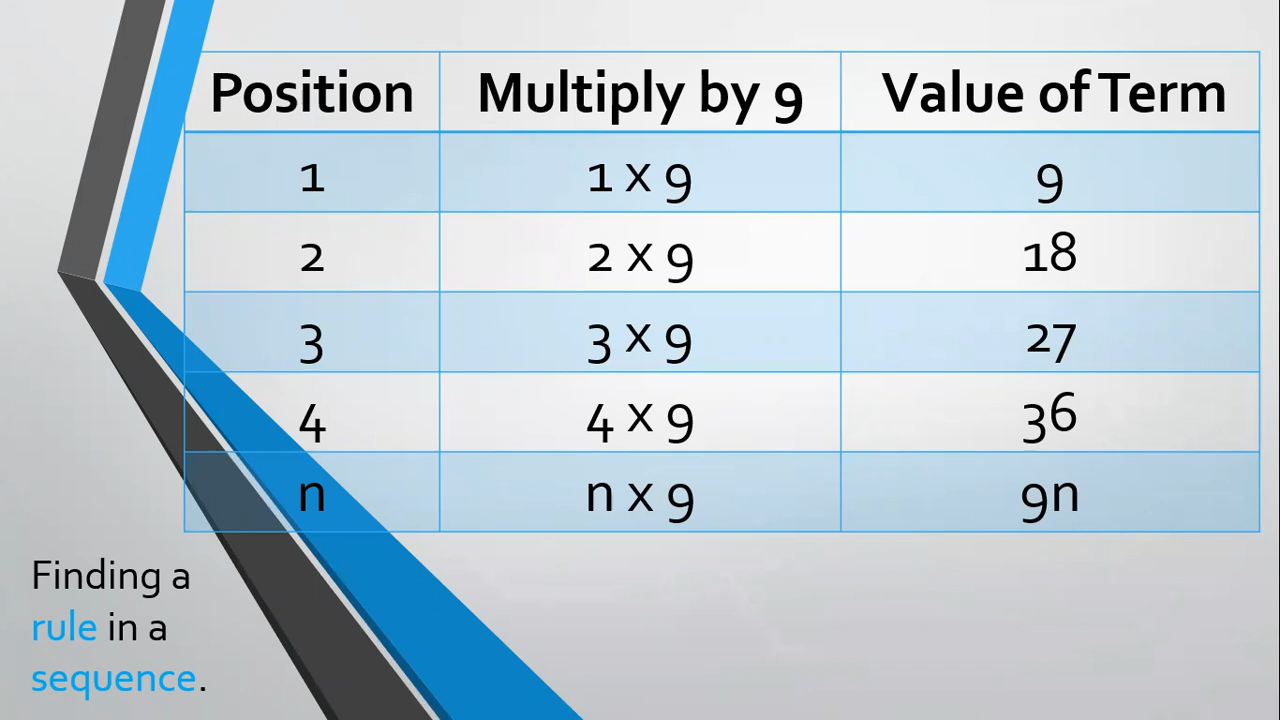 Position Multiply by 9 Value of Term
1 1 x 9 9
2 2 x 9 18
3 3 x 9 27
4 4 x 9 36
n n x 9 9n
Finding a
rule in a
sequence.